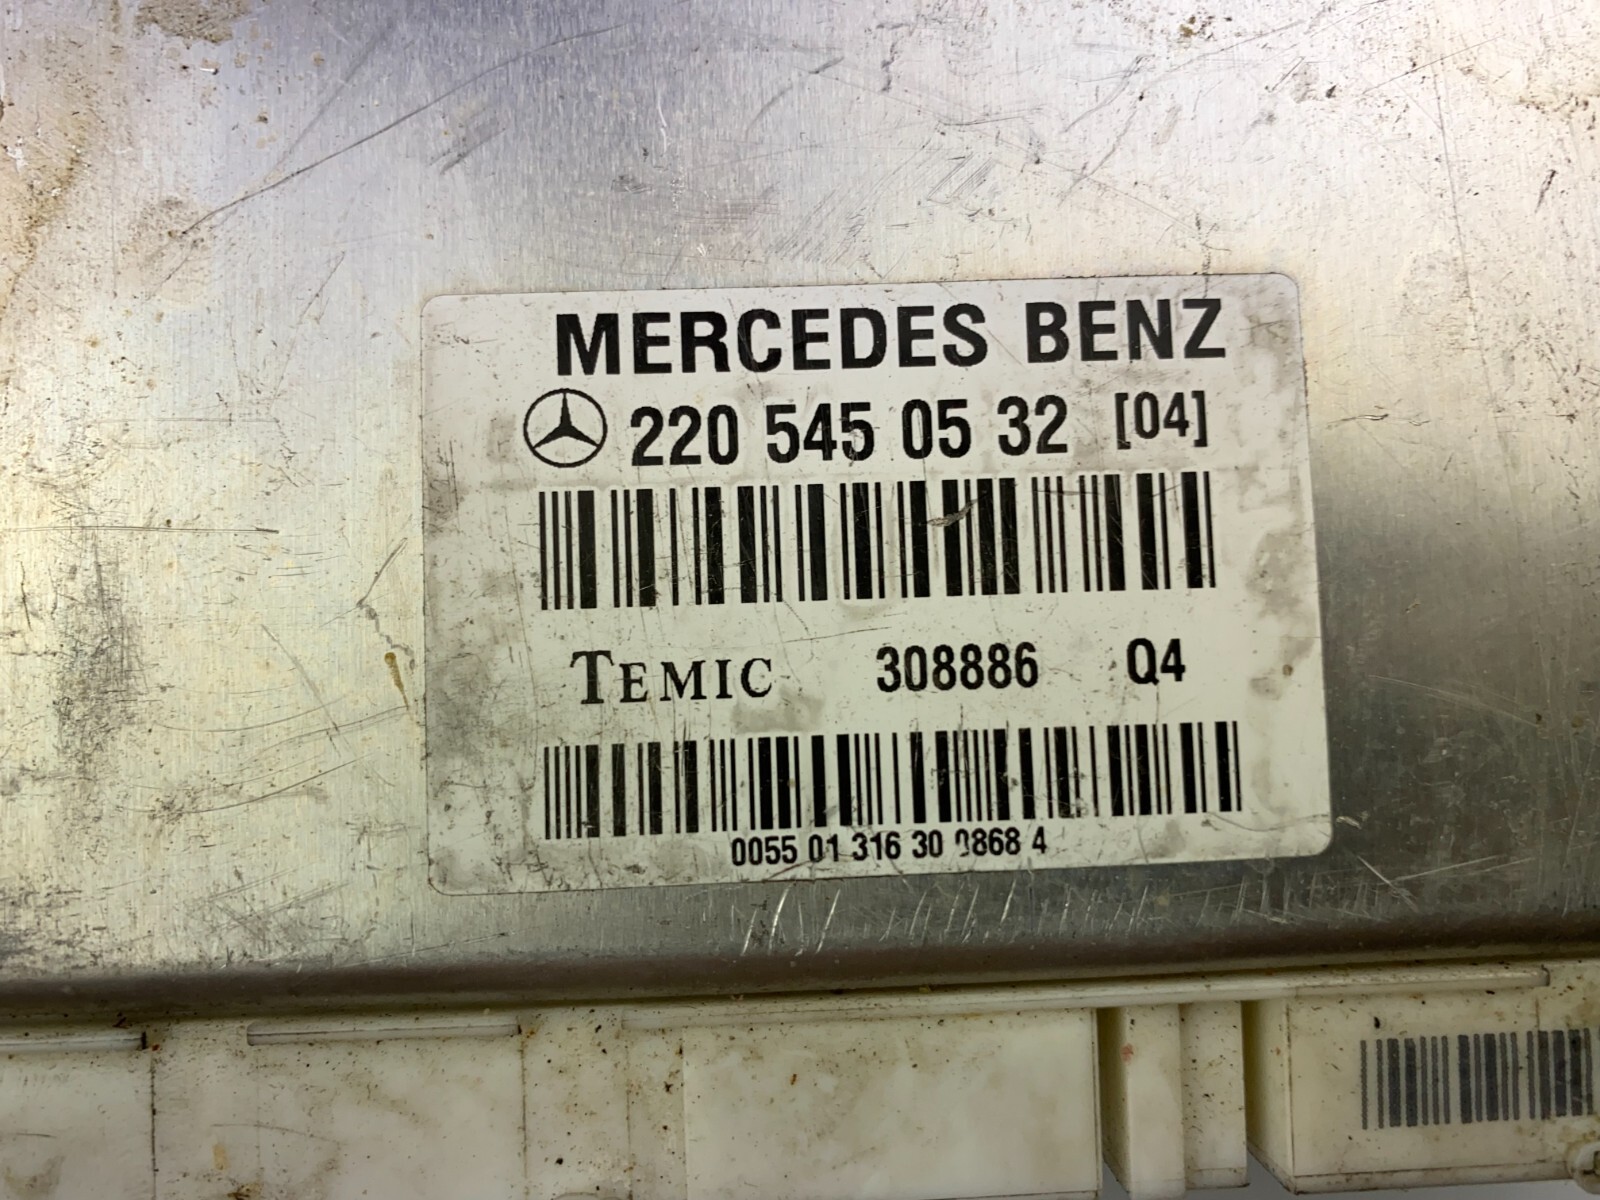 MERCEDES BENZ
220 545 05 32 [04]
TEMIC 308886 Q4
0055 01 316 30 0868 4